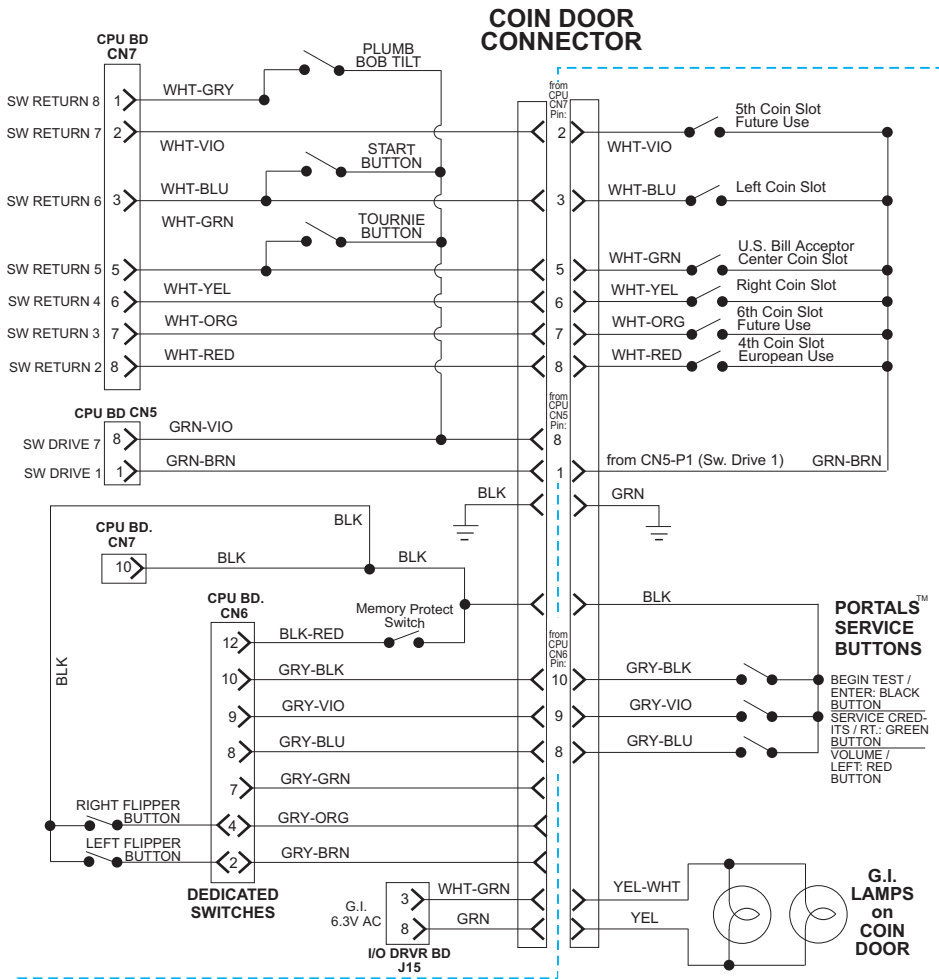 COIN DOOR
CONNECTOR
CPU BD
CN7
PLUMB
BOB TILT
SW RETURN 8
1
WHT-GRY
from
CPU
CN7
Pin:
5th Coin Slot
Future Use
SW RETURN 7
2
WHT-VIO
2
WHT-VIO
START
BUTTON
SW RETURN 6
3
WHT-BLU
3
WHT-BLU
Left Coin Slot
WHT-GRN
TOURNIE
BUTTON
SW RETURN 5
5
5
WHT-GRN
U.S. Bill Acceptor
Center Coin Slot
SW RETURN 4
6
WHT-YEL
6
WHT-YEL
Right Coin Slot
SW RETURN 3
7
WHT-ORG
7
WHT-ORG
6th Coin Slot
Future Use
SW RETURN 2
8
WHT-RED
8
WHT-RED
4th Coin Slot
European Use
CPU BD CN5
from
CPU
CN5
Pin:
SW DRIVE 7
8
GRN-VIO
8
SW DRIVE 1
1
GRN-BRN
1
from CN5-P1 (Sw. Drive 1)
GRN-BRN
BLK
GRN
BLK
CPU BD.
CN7
10
BLK
BLK
BLK
BLK
CPU BD.
CN6
Memory Protect
Switch
12
BLK-RED
from
CPU
CN6
Pin:
PORTALS™
SERVICE
BUTTONS
10
GRY-BLK
10
GRY-BLK
BEGIN TEST /
ENTER: BLACK
BUTTON
9
GRY-VIO
9
GRY-VIO
SERVICE CRED-
ITS / RT.: GREEN
BUTTON
8
GRY-BLU
8
GRY-BLU
VOLUME /
LEFT: RED
BUTTON
7
GRY-GRN
RIGHT FLIPPER
BUTTON
4
GRY-ORG
LEFT FLIPPER
BUTTON
2
GRY-BRN
DEDICATED
SWITCHES
G.I.
6.3V AC
3
WHT-GRN
8
GRN
I/O DRVR BD
J15
YEL-WHT
YEL
G.I.
LAMPS
on
COIN
DOOR